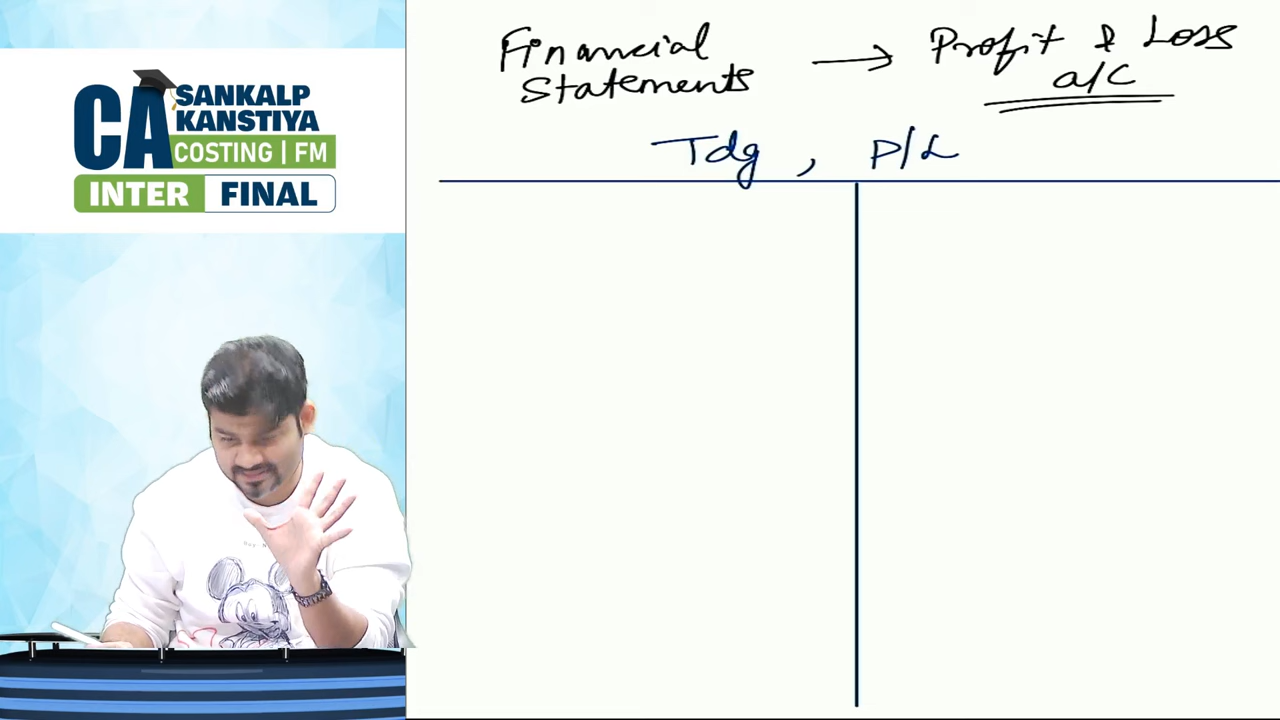 CA
SANKALP
KANSTIYA
COSTING | FM
INTER FINAL
Financial
Statements → Profit & Loss
a/c
Tdg , P/L